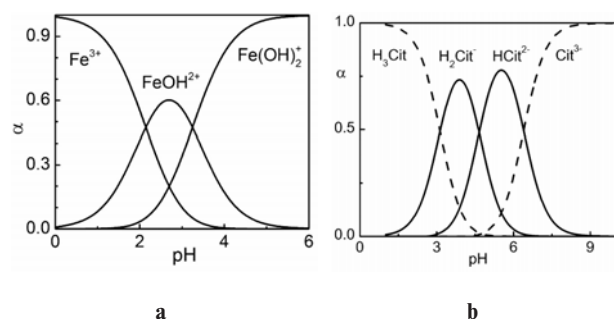 0.9
0.6
0.3
0.0
α
Fe³⁺
FeOH²⁺
Fe(OH)₂⁺
0
2
4
6
pH
a
1.0
α
0.5
0.0
H₃Cit
H₂Cit⁻
HCit²⁻
Cit³⁻
3
6
9
pH
b